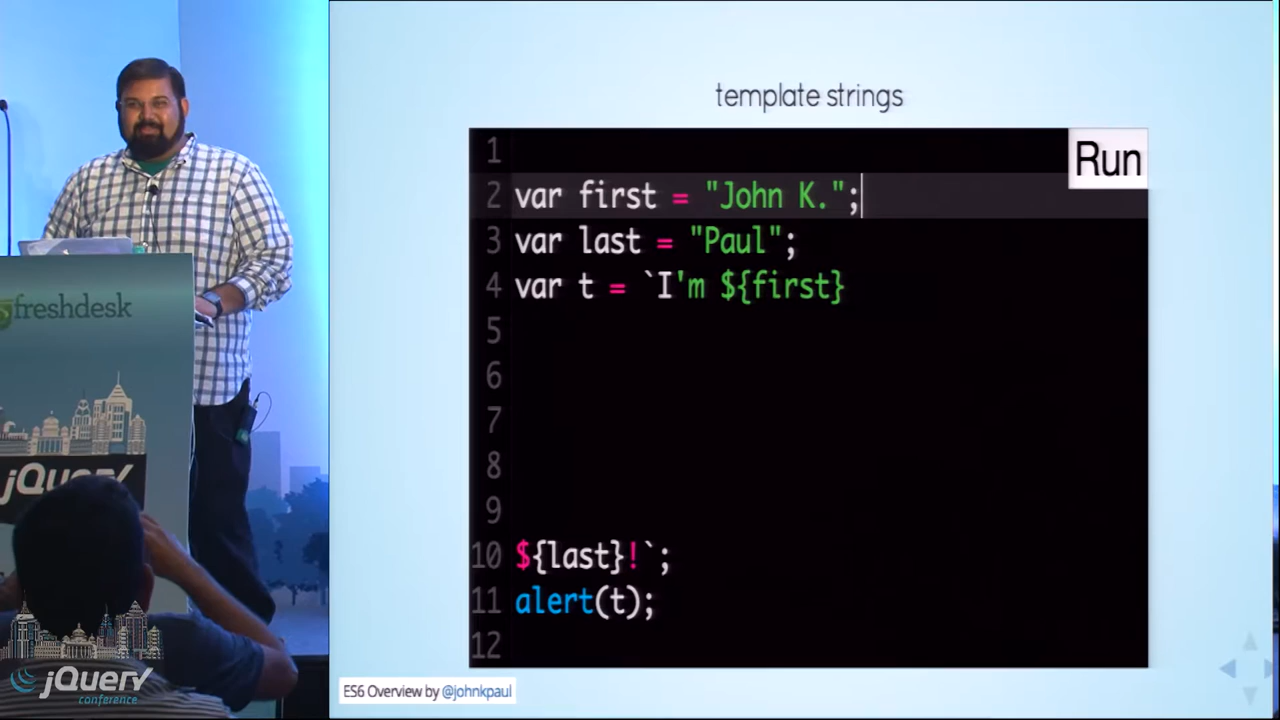 template strings
Run
1
2 var first = "John K.";
3 var last = "Paul";
4 var t = `I'm ${first}
5
6
7
8
9
10 ${last}!`;
11 alert(t);
12
ES6 Overview by @johnkpaul
freshdesk
jQuery
jQuery
conference